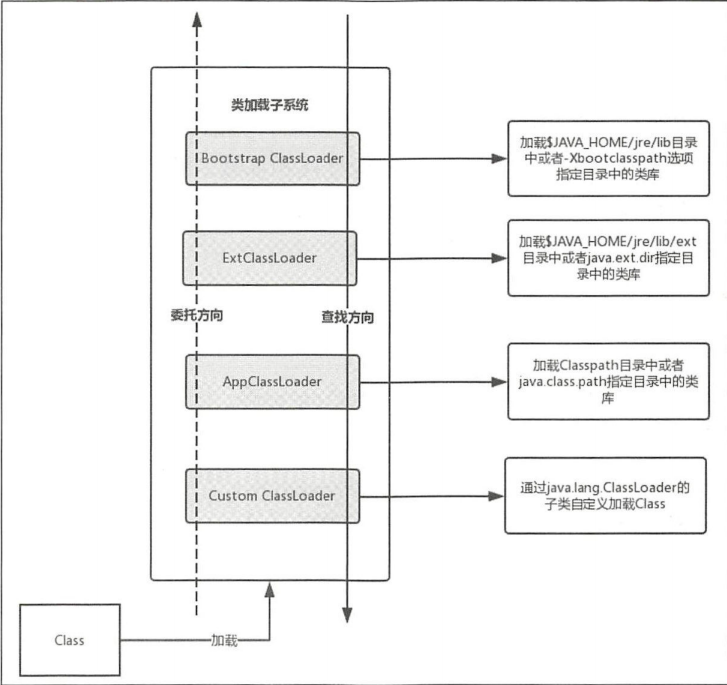 类加载子系统
Bootstrap ClassLoader
加载$JAVA_HOME/jre/lib目录
中或者-Xbootclasspath选项
指定目录中的类库
ExtClassLoader
加载$JAVA_HOME/jre/lib/ext
目录中或者java.ext.dir指定目
录中的类库
委托方向
查找方向
AppClassLoader
加载Classpath目录中或者
java.class.path指定目录中的类
库
Custom ClassLoader
通过java.lang.ClassLoader的
子类自定义加载Class
Class
加载